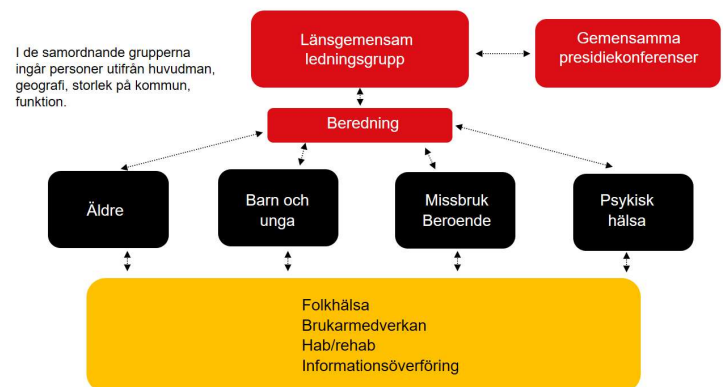 I de samordnande grupperna
ingår personer utifrån huvudman,
geografi, storlek på kommun,
funktion.
Länsgemensam
ledningsgrupp
Gemensamma
presidiekonferenser
Beredning
Äldre
Barn och
unga
Missbruk
Beroende
Psykisk
hälsa
Folkhälsa
Brukarmedverkan
Hab/rehab
Informationsöverföring